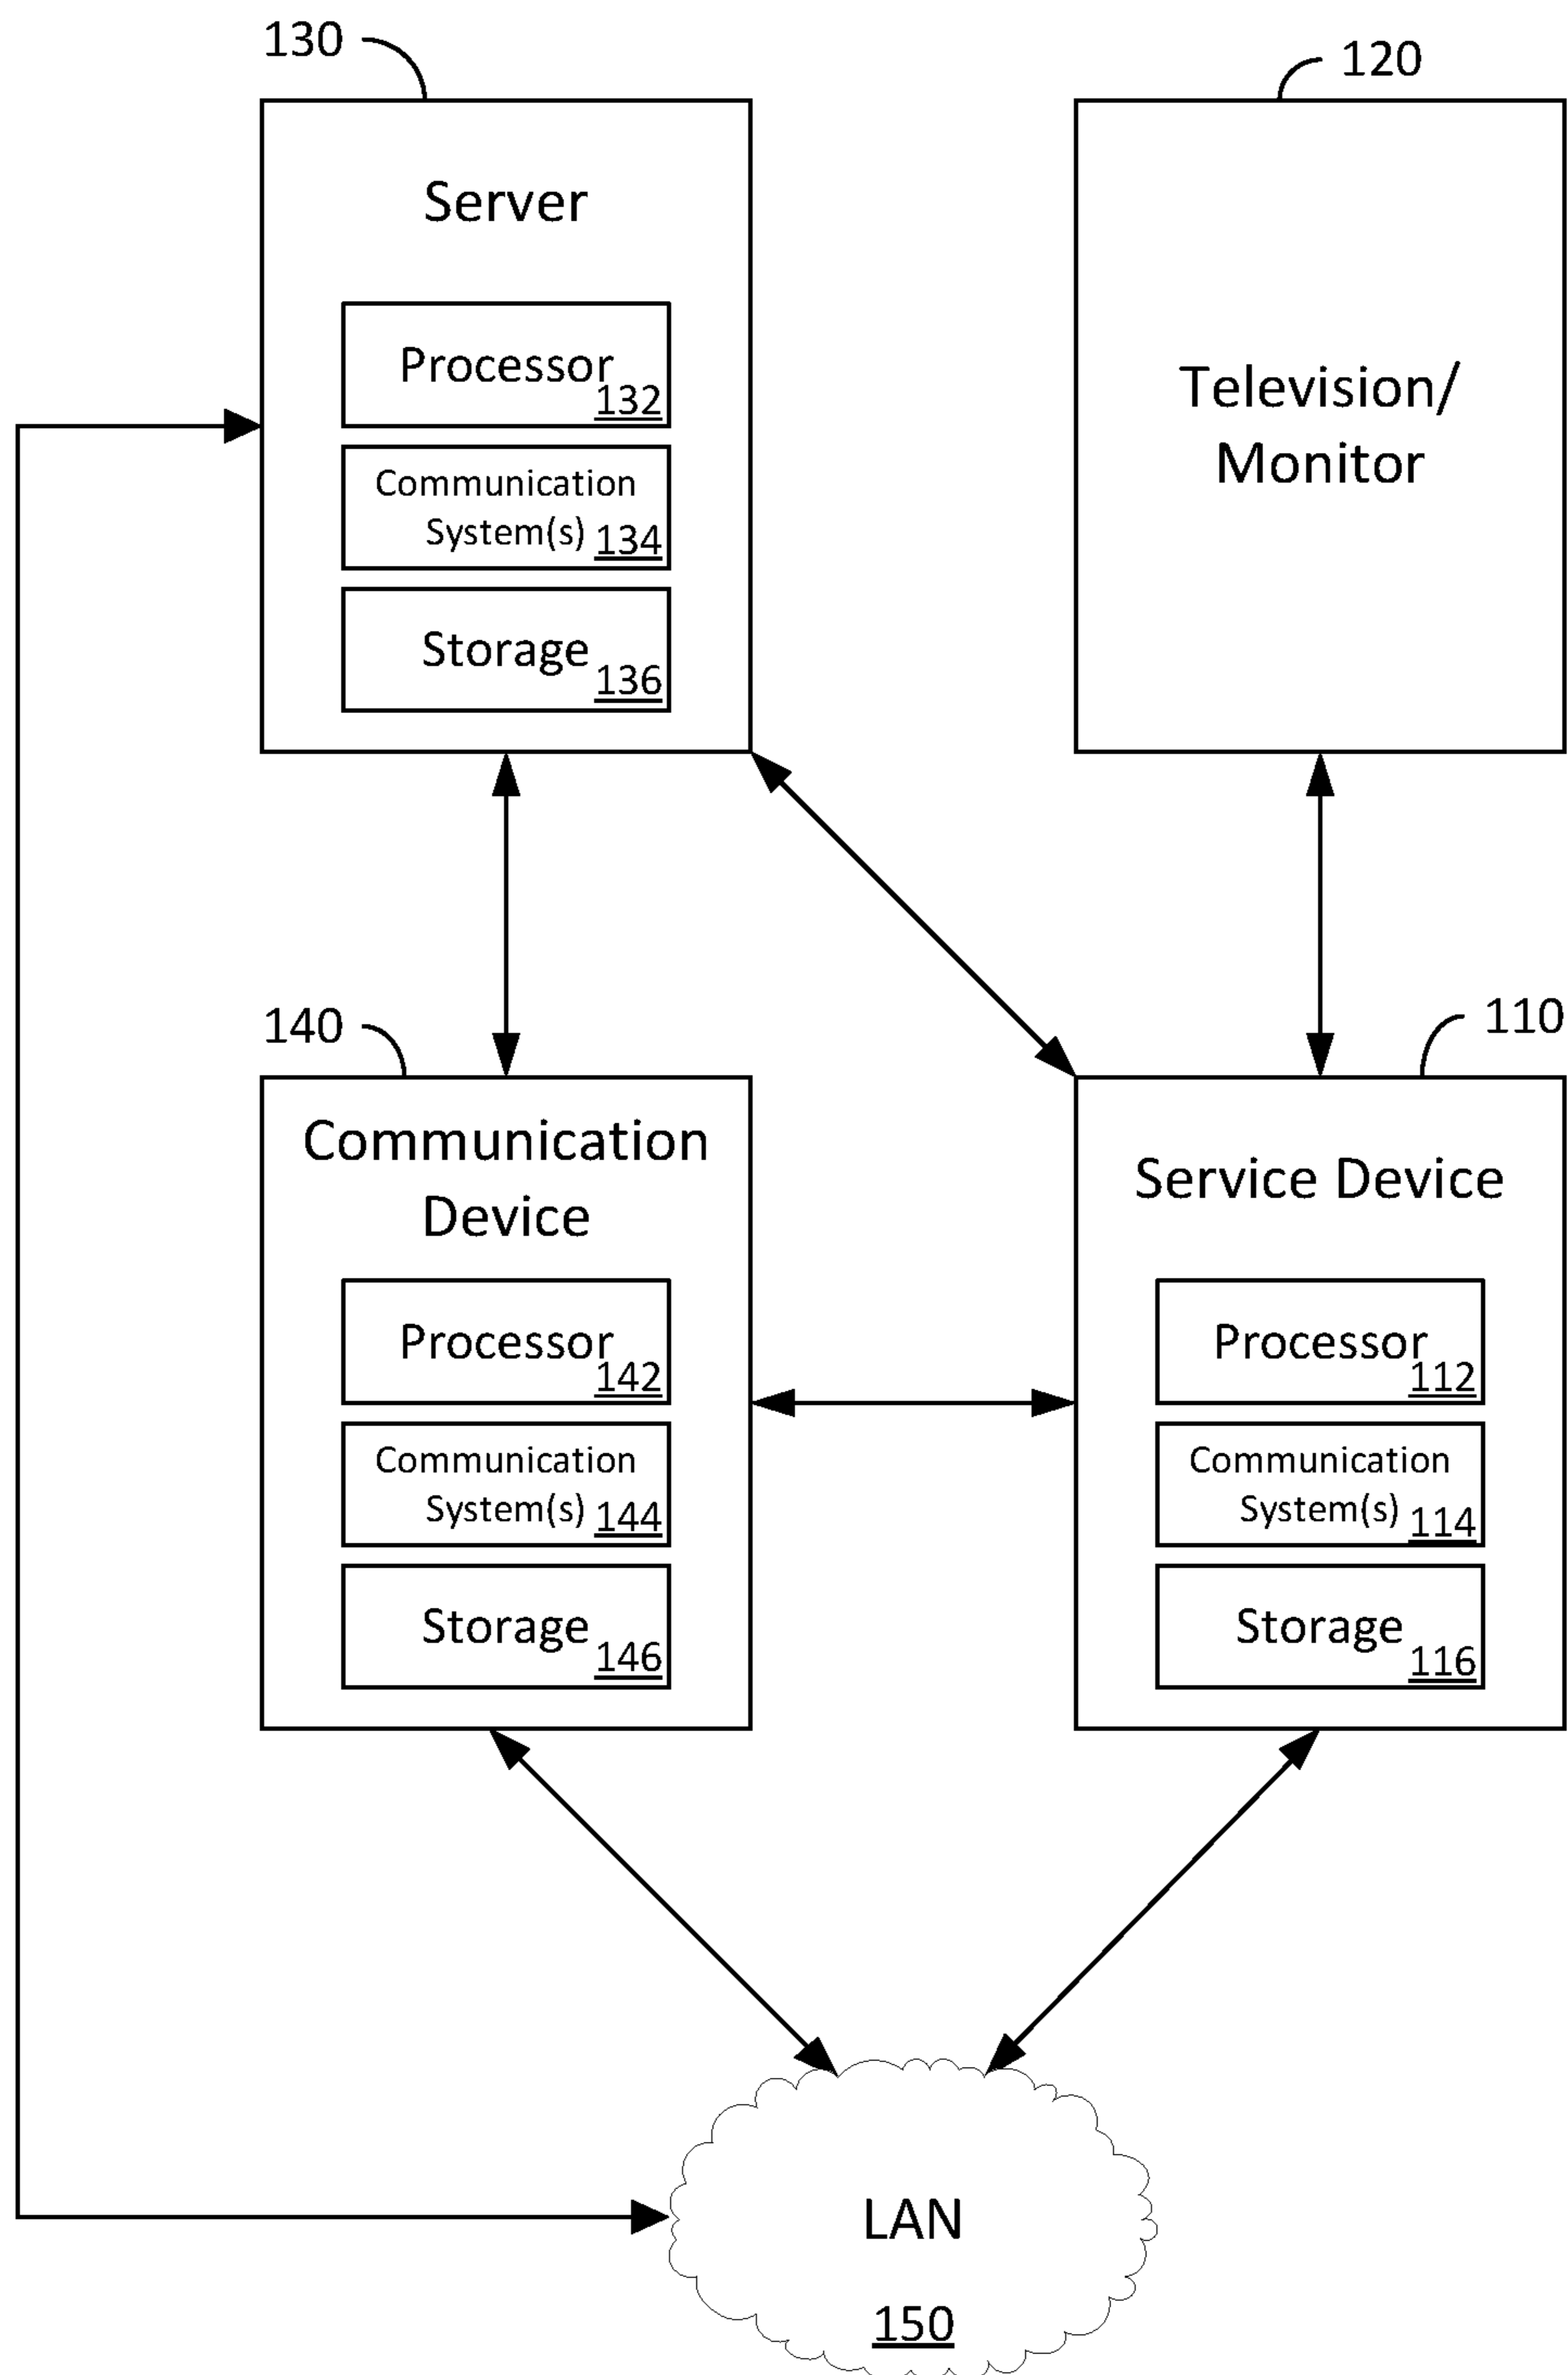 130
120
Server
Processor
132
Communication
System(s) 134
Storage
136
Television/
Monitor
140
110
Communication
Device
Processor
142
Communication
System(s) 144
Storage
146
Service Device
Processor
112
Communication
System(s) 114
Storage
116
LAN
150